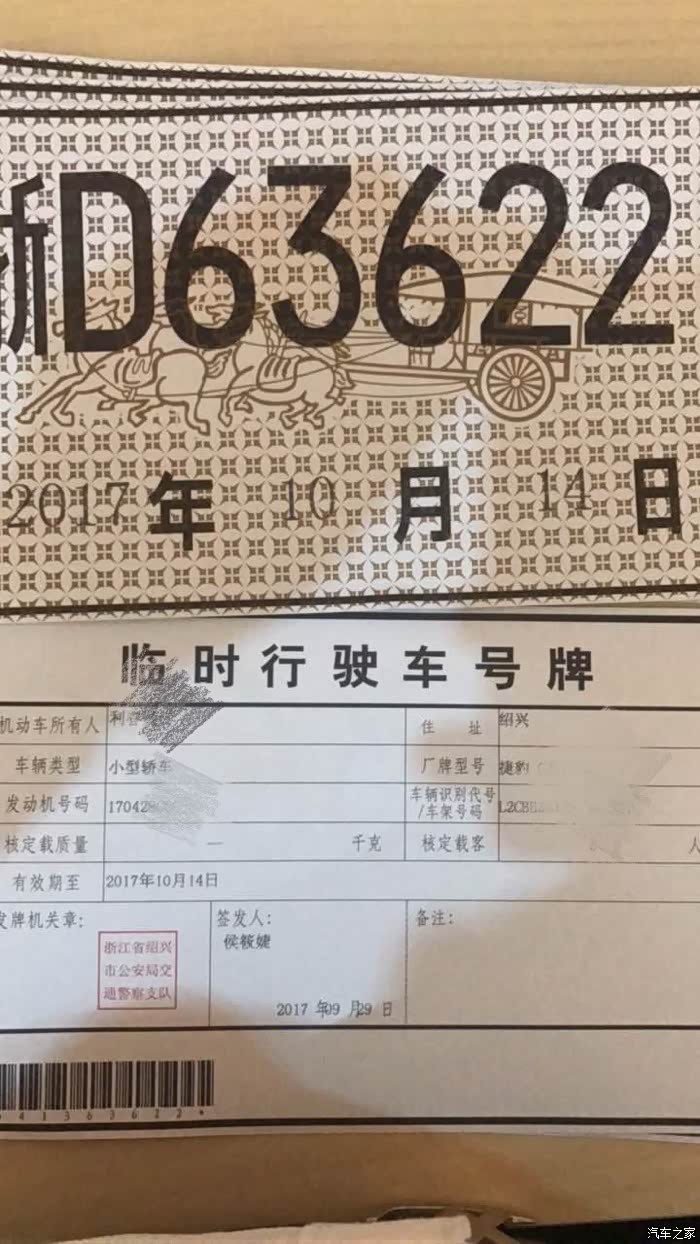 浙D63622
2017 年 10 月 14 日
临时行驶车号牌
机动车所有人 利 住 址 绍兴
车辆类型 小型轿车 厂牌型号 捷豹
发动机号码 17042 车辆识别代号/车架号码 L2CBE
核定载质量 — 千克 核定载客 人
有效期至 2017年10月14日
发牌机关章: 签发人: 备注:
侯筱婕
浙江省绍兴
市公安局交
通警察支队
2017 年09 月29 日
41363622*
汽车之家